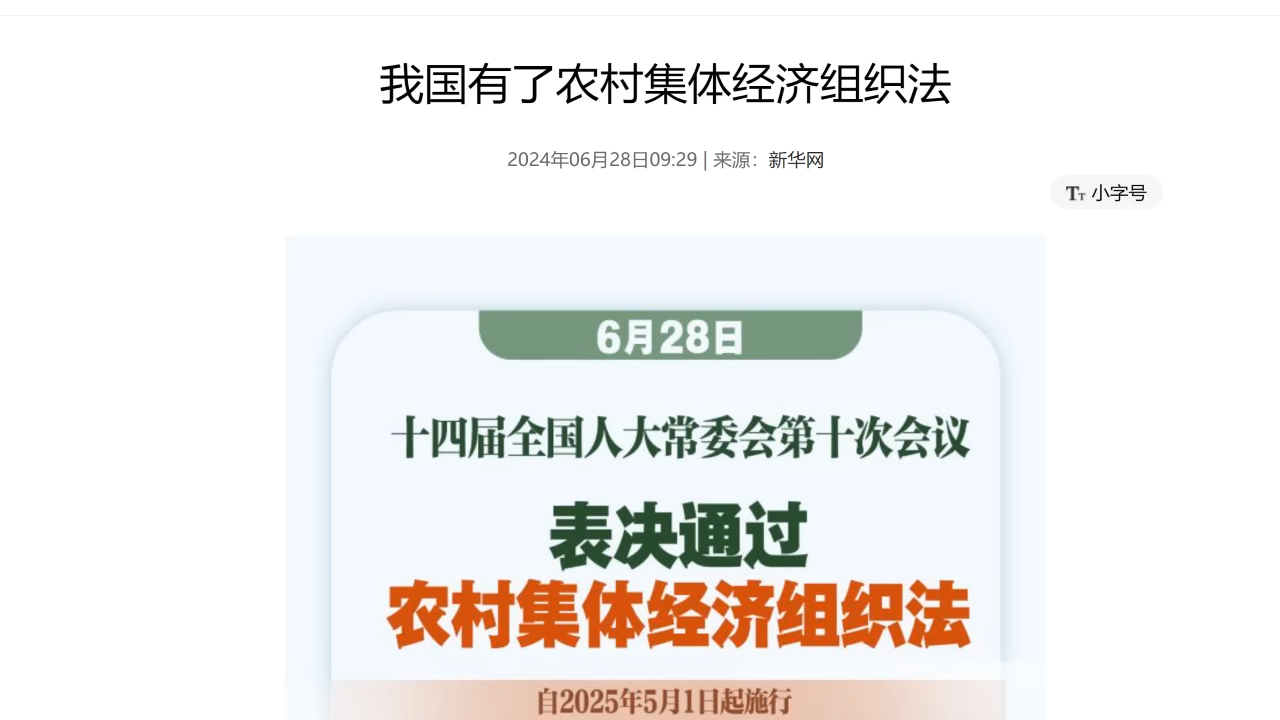 我国有了农村集体经济组织法
2024年06月28日09:29 | 来源：新华网
TT 小字号
6月28日
十四届全国人大常委会第十次会议
表决通过
农村集体经济组织法
自2025年5月1日起施行